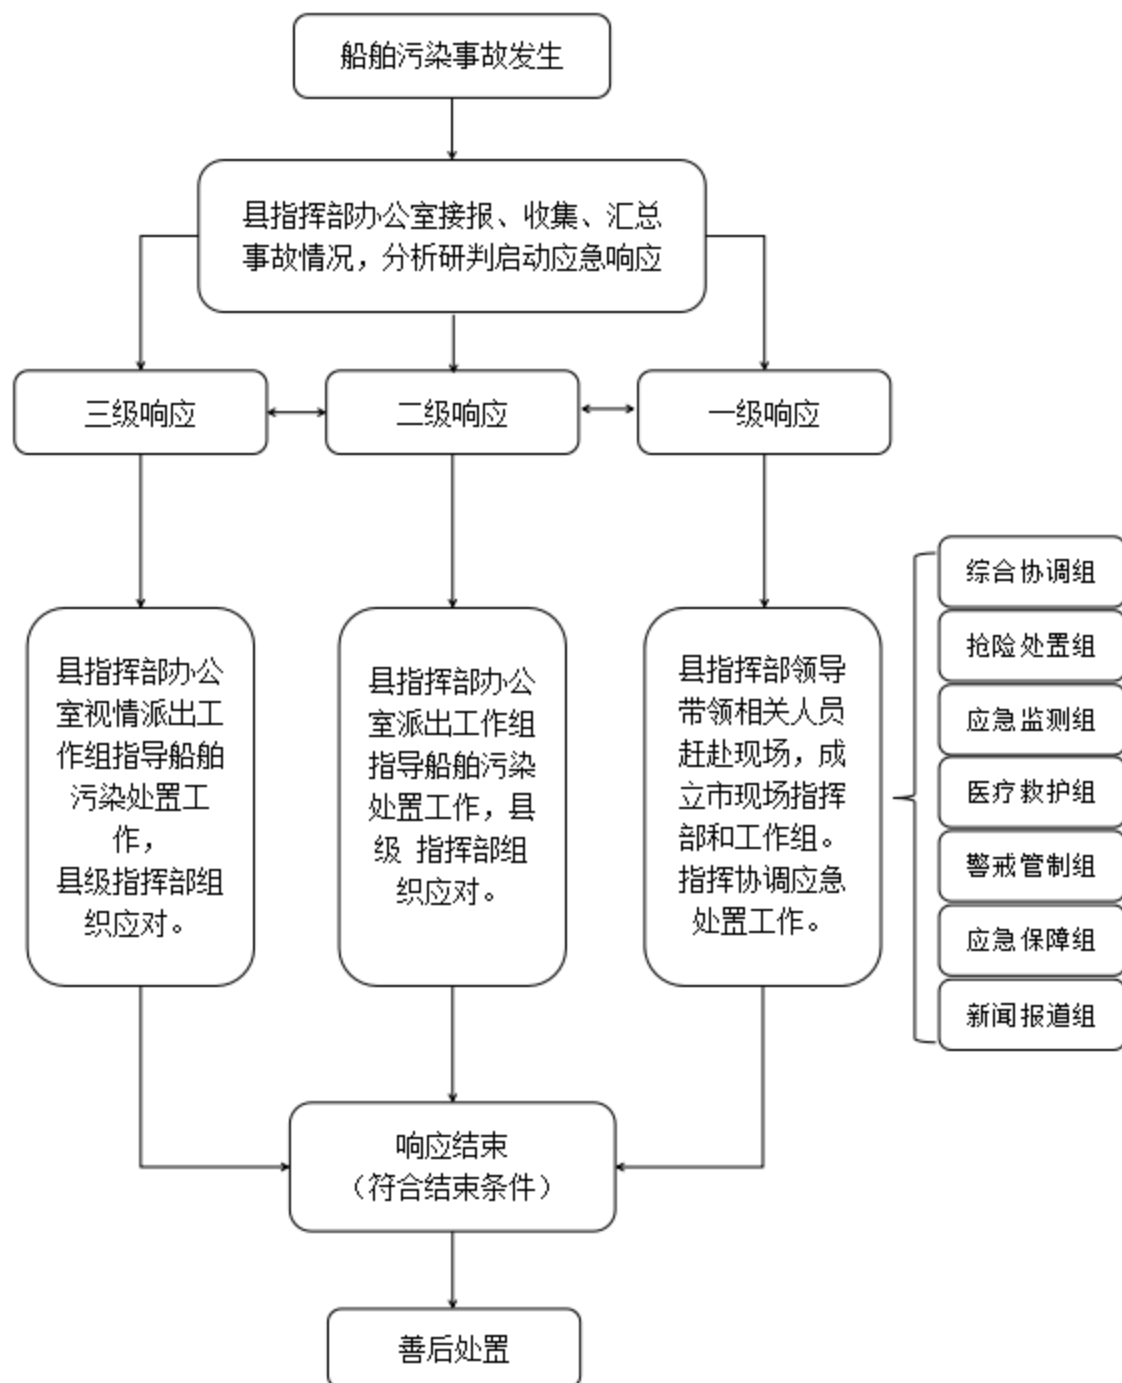 船舶污染事故发生
县指挥部办公室接报、收集、汇总
事故情况，分析研判启动应急响应
三级响应
二级响应
一级响应
县指挥部办公
室视情派出工
作组指导船舶
污染处置工
作，
县级指挥部组
织应对。
县指挥部办公
室派出工作组
指导船舶污染
处置工作，县
级 指挥部组
织应对。
县指挥部领导
带领相关人员
赶赴现场，成
立市现场指挥
部和工作组。
指挥协调应急
处置工作。
综合协调组
抢险处置组
应急监测组
医疗救护组
警戒管制组
应急保障组
新闻报道组
响应结束
（符合结束条件）
善后处置